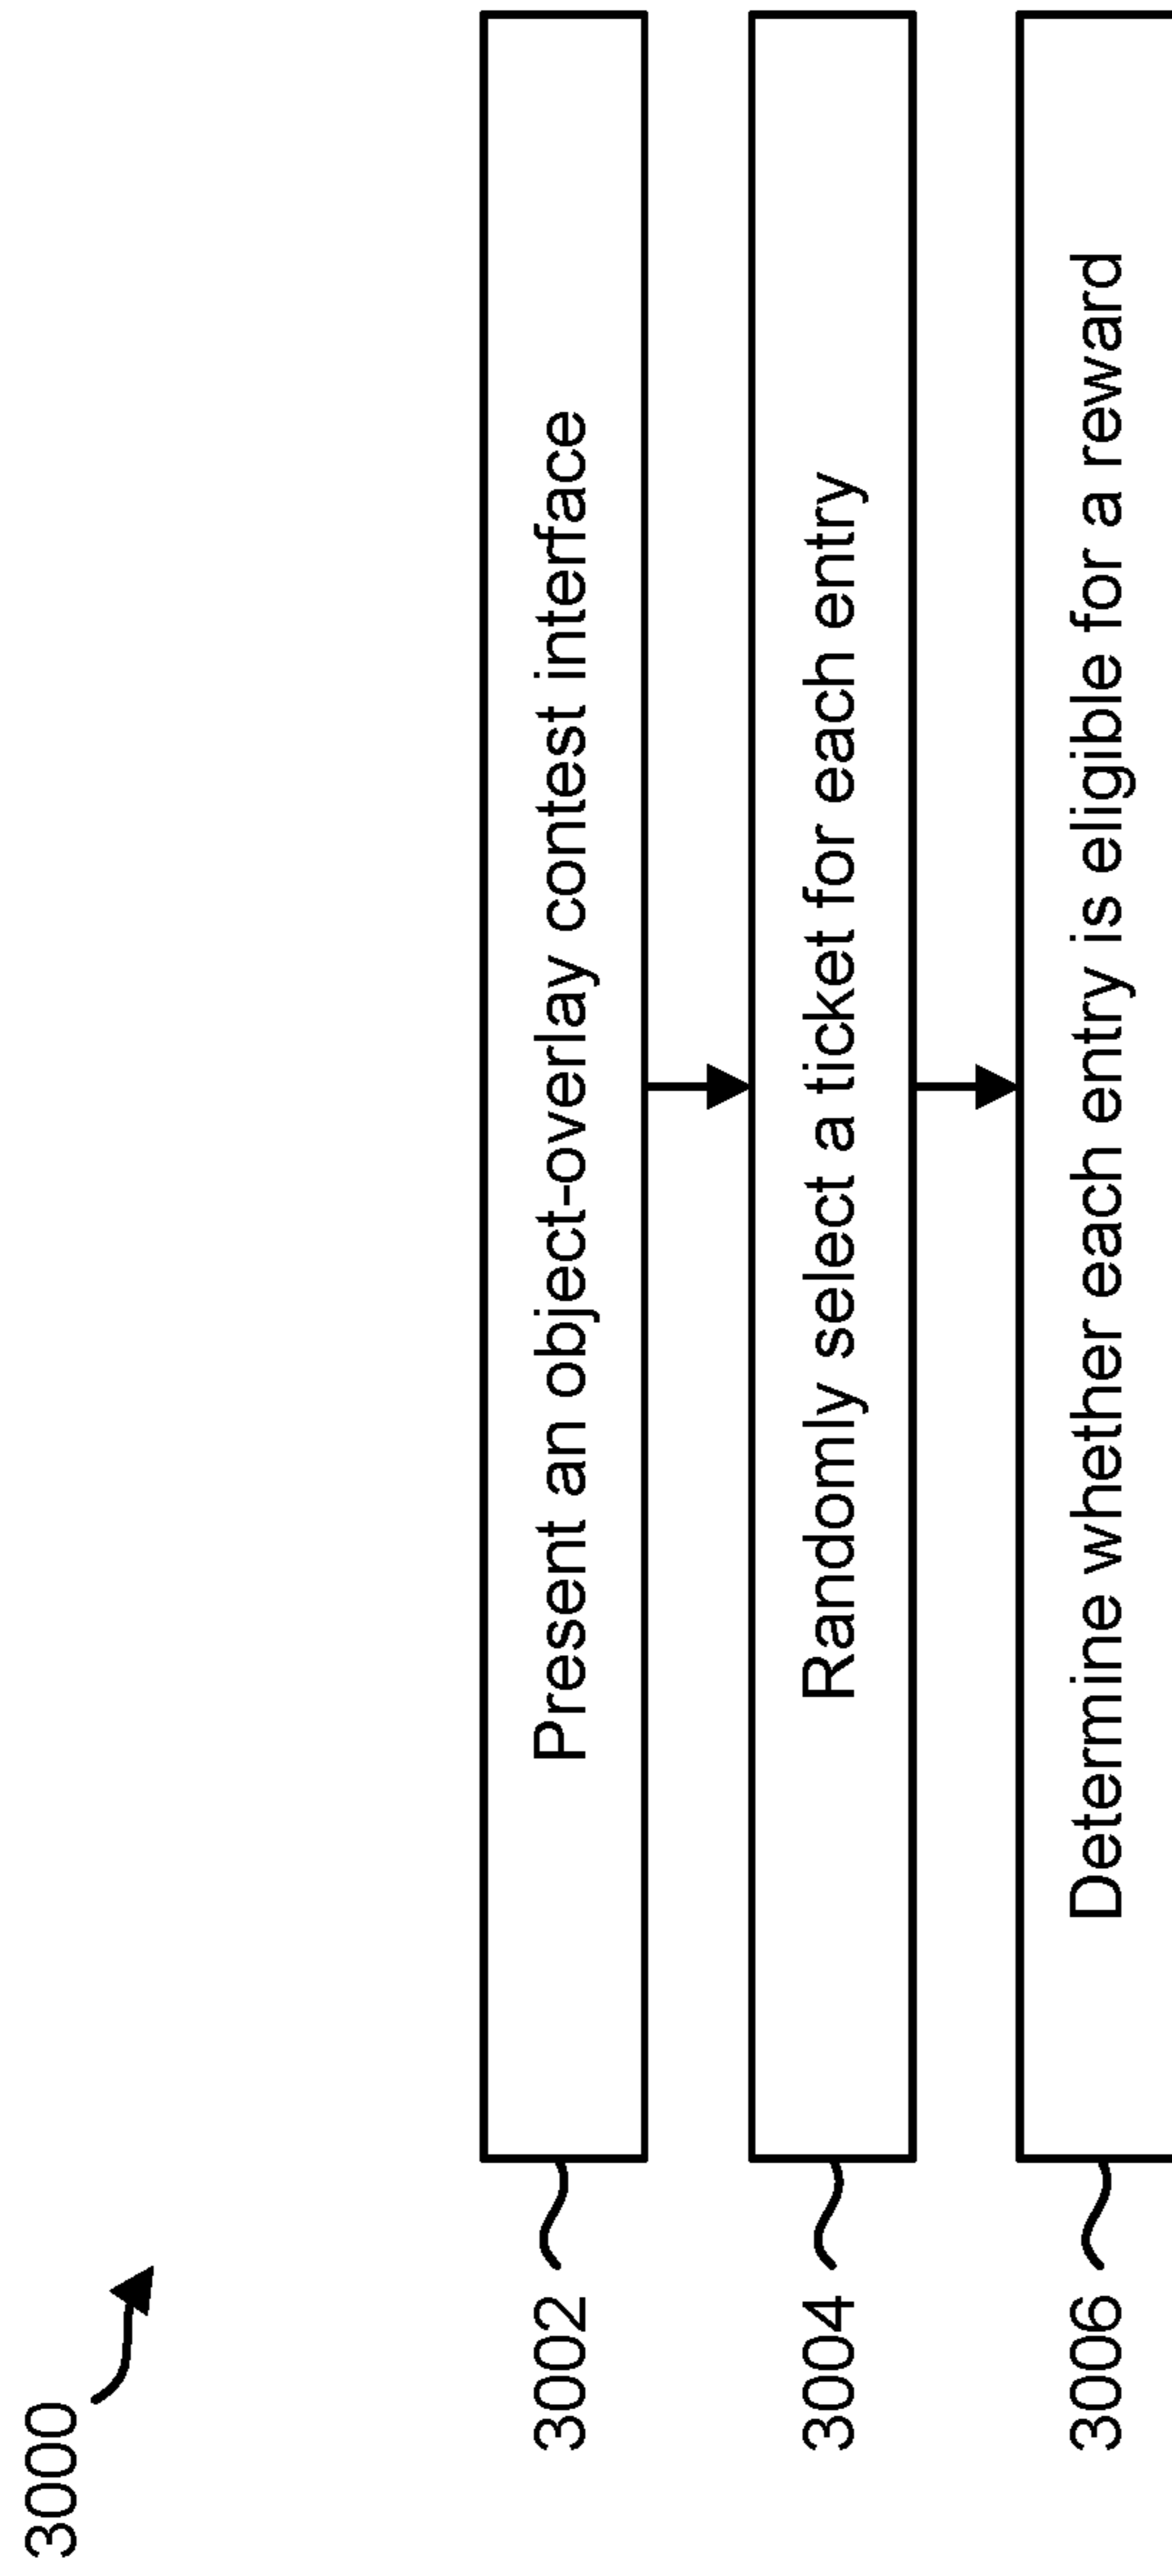 3000
3002
Present an object-overlay contest interface
3004
Randomly select a ticket for each entry
3006
Determine whether each entry is eligible for a reward